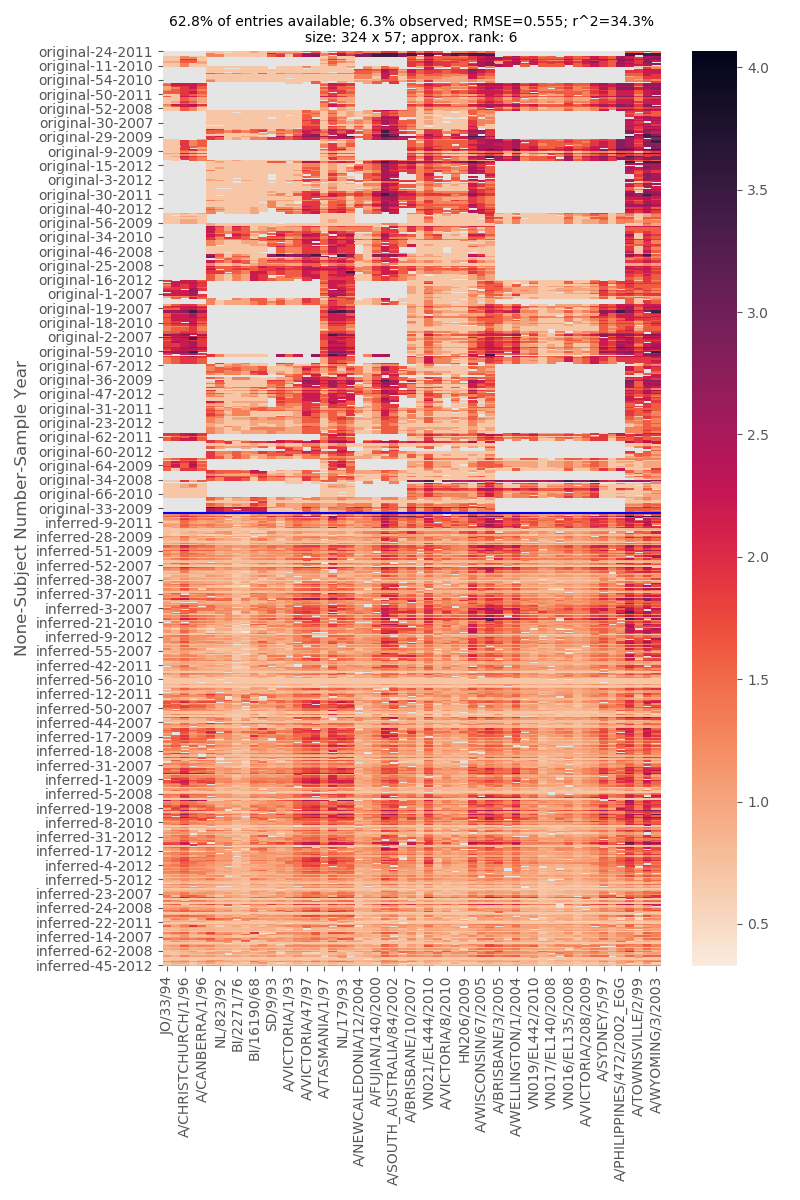 62.8% of entries available; 6.3% observed; RMSE=0.555; r^2=34.3%
size: 324 x 57; approx. rank: 6
None-Subject Number-Sample Year
original-24-2011
original-11-2010
original-54-2010
original-50-2011
original-52-2008
original-30-2007
original-29-2009
original-9-2009
original-15-2012
original-3-2012
original-30-2011
original-40-2012
original-56-2009
original-34-2010
original-46-2008
original-25-2008
original-16-2012
original-1-2007
original-19-2007
original-18-2010
original-2-2007
original-59-2010
original-67-2012
original-36-2009
original-47-2012
original-31-2011
original-23-2012
original-62-2011
original-60-2012
original-64-2009
original-34-2008
original-66-2010
original-33-2009
inferred-9-2011
inferred-28-2009
inferred-51-2009
inferred-52-2007
inferred-38-2007
inferred-37-2011
inferred-3-2007
inferred-21-2010
inferred-9-2012
inferred-55-2007
inferred-42-2011
inferred-56-2010
inferred-12-2011
inferred-50-2007
inferred-44-2007
inferred-17-2009
inferred-18-2008
inferred-31-2007
inferred-1-2009
inferred-5-2008
inferred-19-2008
inferred-8-2010
inferred-31-2012
inferred-17-2012
inferred-4-2012
inferred-5-2012
inferred-23-2007
inferred-24-2008
inferred-22-2011
inferred-14-2007
inferred-62-2008
inferred-45-2012
JO/33/94
A/CHRISTCHURCH/1/96
A/CANBERRA/1/96
NL/823/92
BI/2271/76
BI/16190/68
SD/9/93
A/VICTORIA/1/93
A/VICTORIA/47/97
A/TASMANIA/1/97
NL/179/93
A/NEWCALEDONIA/12/2004
A/FUJIAN/140/2000
A/SOUTH_AUSTRALIA/84/2002
A/BRISBANE/10/2007
VN021/EL444/2010
A/VICTORIA/8/2010
HN206/2009
A/WISCONSIN/67/2005
A/BRISBANE/3/2005
A/WELLINGTON/1/2004
VN019/EL442/2010
VN017/EL140/2008
VN016/EL135/2008
A/VICTORIA/208/2009
A/SYDNEY/5/97
A/PHILIPPINES/472/2002_EGG
A/TOWNSVILLE/2/99
A/WYOMING/3/2003
4.0
3.5
3.0
2.5
2.0
1.5
1.0
0.5